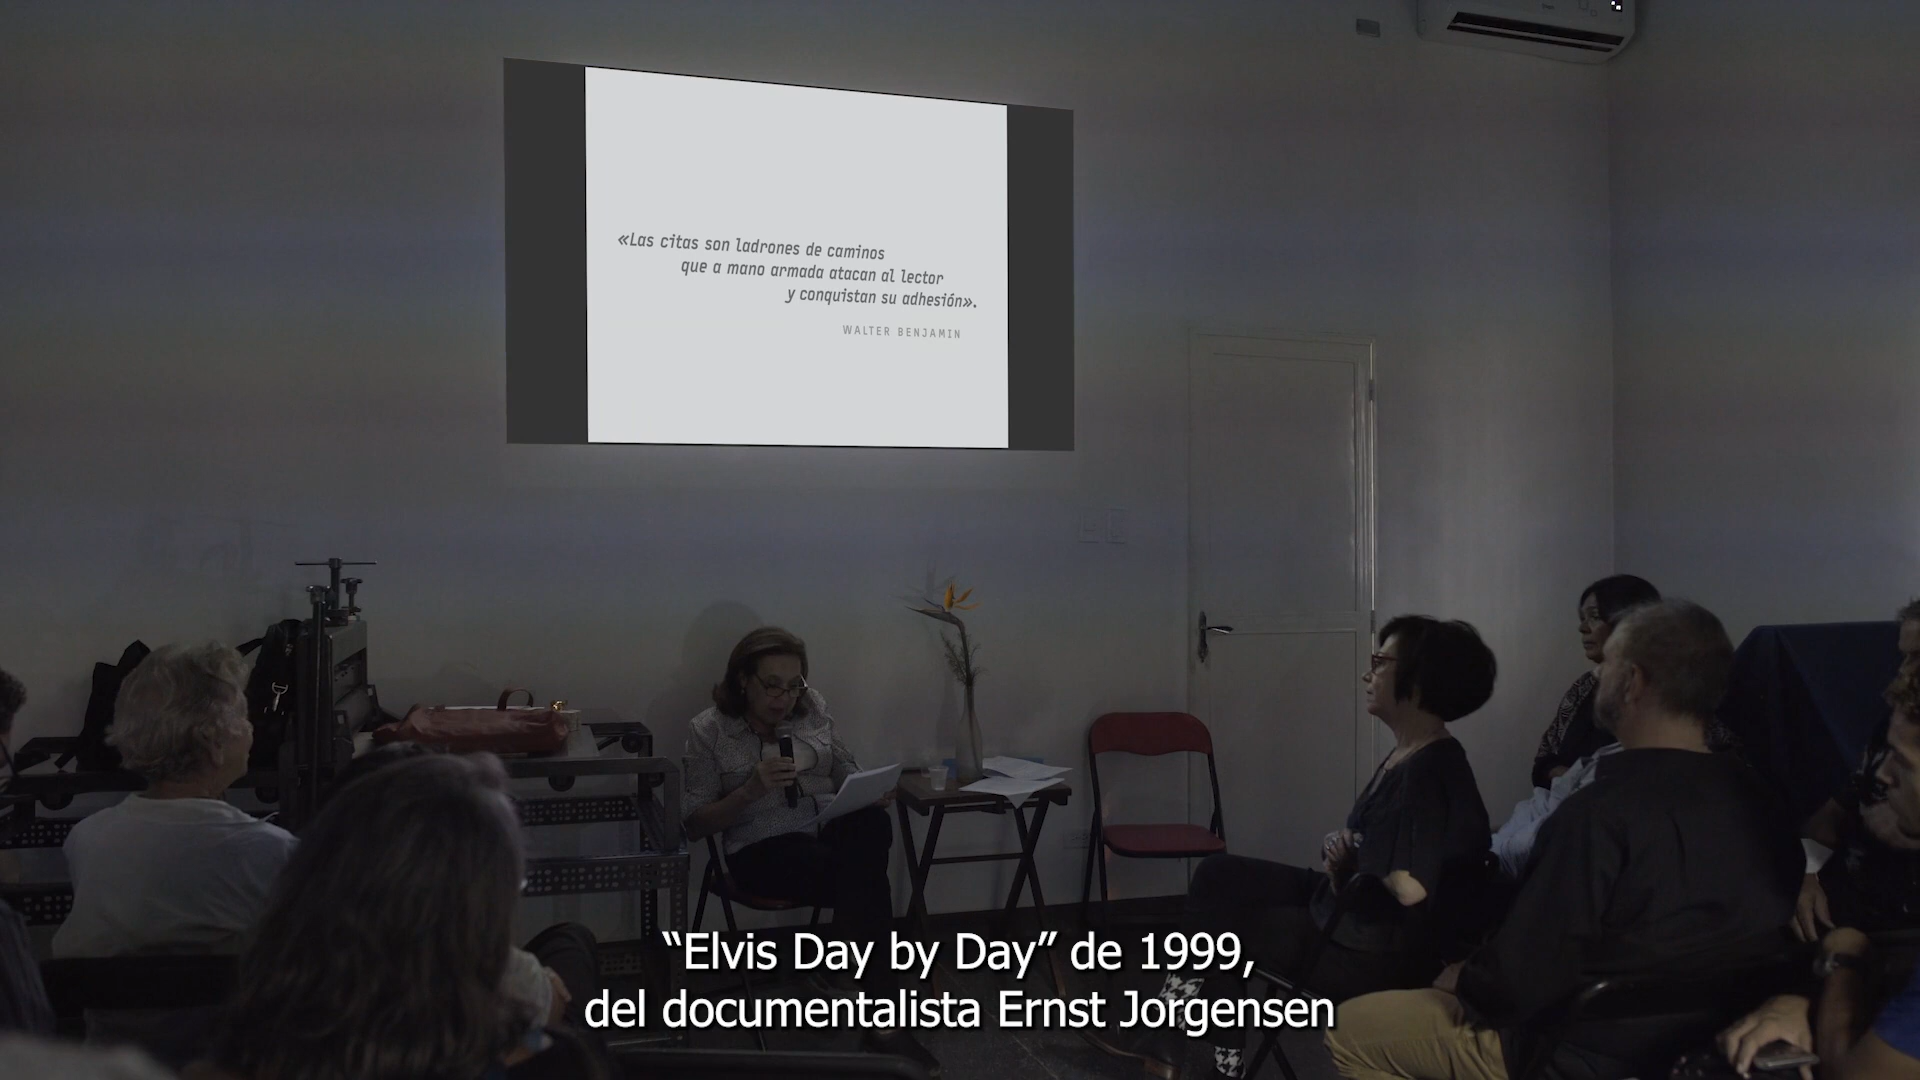 «Las citas son ladrones de caminos
que a mano armada atacan al lector
y conquistan su adhesión».
WALTER BENJAMIN
“Elvis Day by Day” de 1999,
del documentalista Ernst Jorgensen